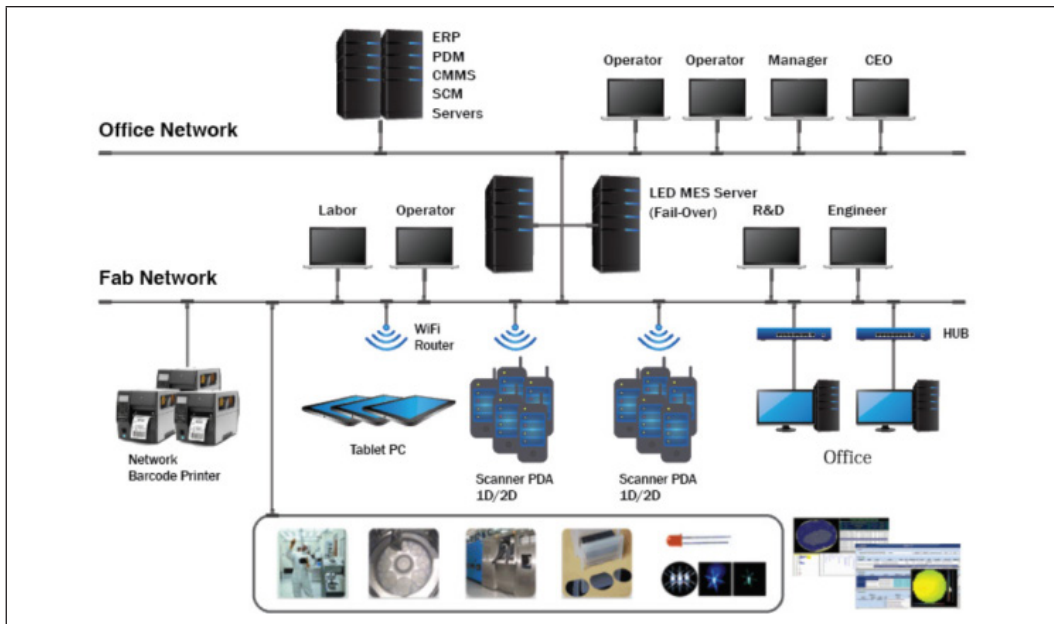 ERP
PDM
CMMS
SCM
Servers
Operator
Operator
Manager
CEO
Office Network
LED MES Server
(Fail-Over)
Labor
Operator
R&D
Engineer
Fab Network
WiFi
Router
HUB
Network
Barcode Printer
Tablet PC
Scanner PDA
1D/2D
Scanner PDA
1D/2D
Office